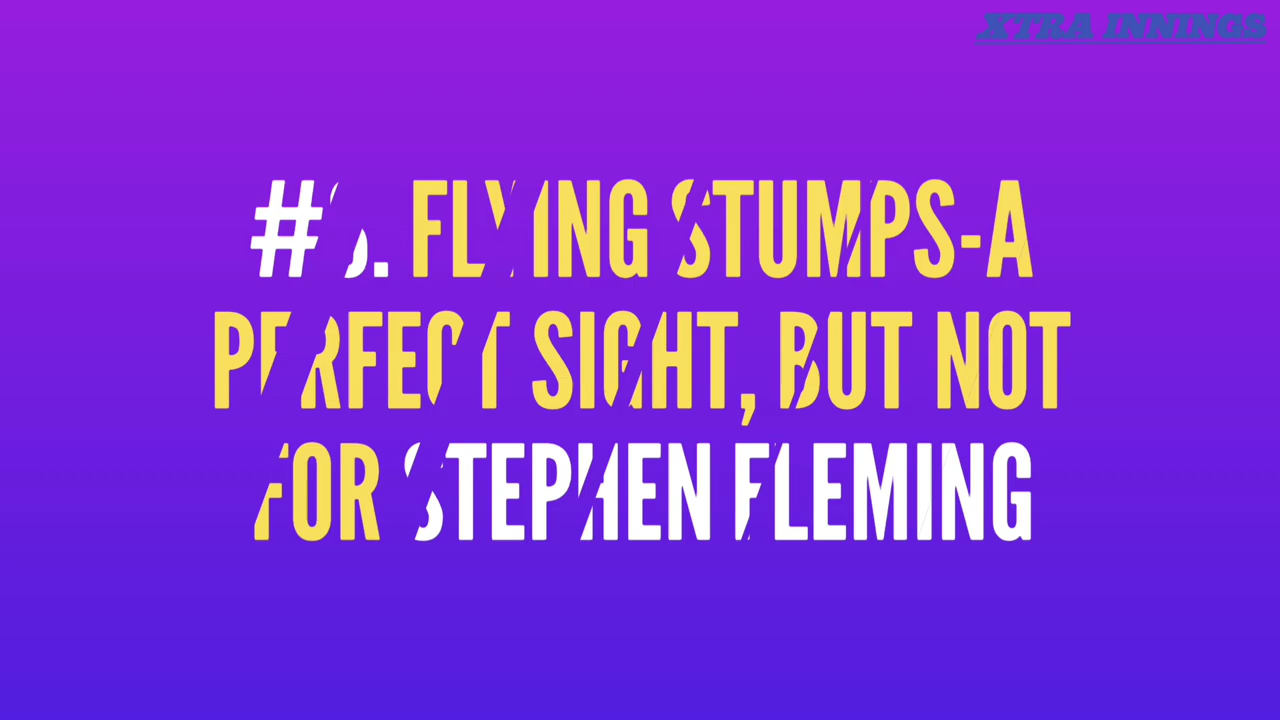 XTRA INNINGS
FLYING STUMPS-A
PERFECT SIGHT, BUT NOT
FOR STEPHEN FLEMING